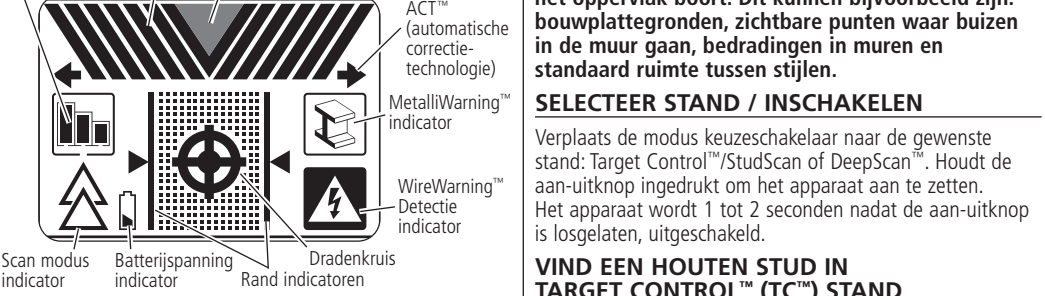 ACT™
(automatische
correctie-
technologie)
MetalliWarning™
indicator
WireWarning™
Detectie
indicator
Scan modus
indicator
Batterijspanning
indicator
Rand indicatoren
Dradenkruis
het oppervlak boort. Dit kunnen bijvoorbeeld zijn:
bouwplattegronden, zichtbare punten waar buizen
in de muur gaan, bedradingen in muren en
standaard ruimte tussen stijlen.
SELECTEER STAND / INSCHAKELEN
Verplaats de modus keuzeschakelaar naar de gewenste
stand: Target Control™/StudScan of DeepScan™. Houdt de
aan-uitknop ingedrukt om het apparaat aan te zetten.
Het apparaat wordt 1 tot 2 seconden nadat de aan-uitknop
is losgelaten, uitgeschakeld.
VIND EEN HOUTEN STUD IN
TARGET CONTROL™ (TC™) STAND